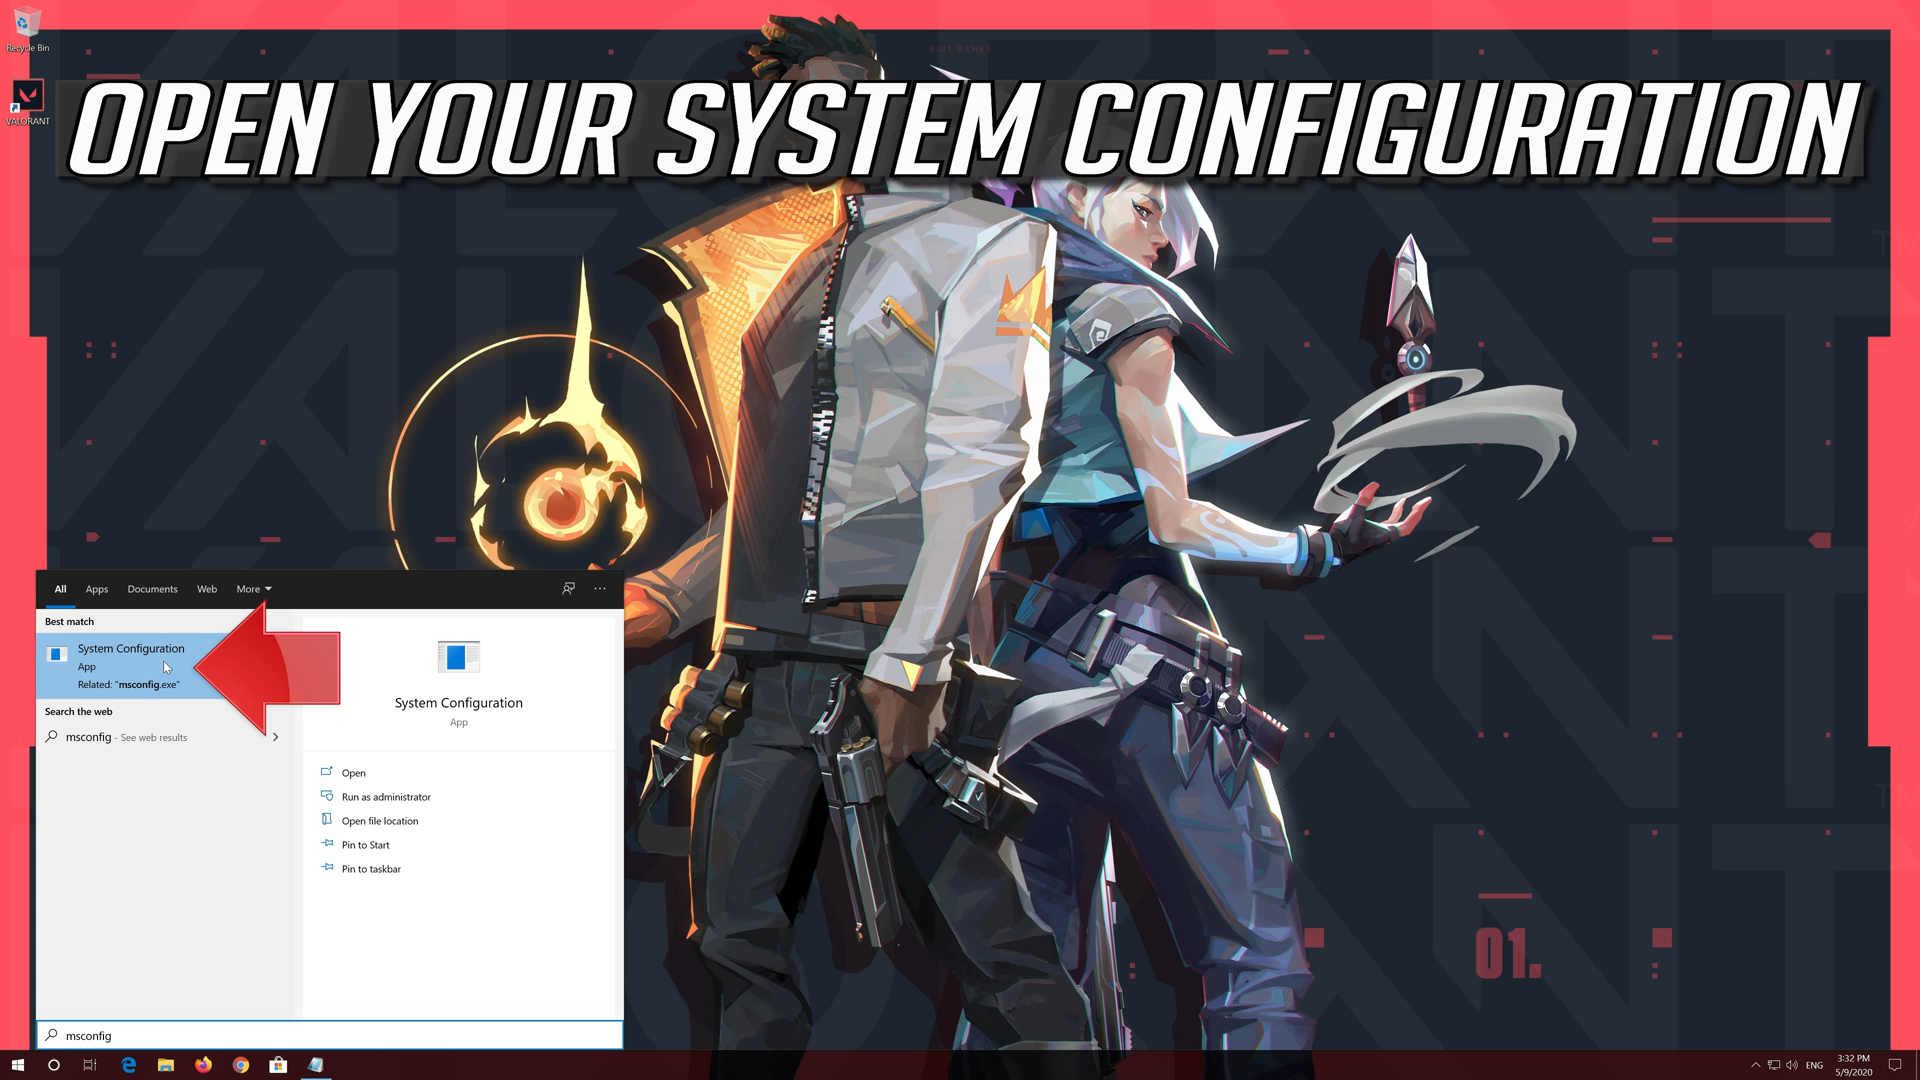 Recycle Bin
VALORANT
RIOT GAMES
OPEN YOUR SYSTEM CONFIGURATION
All Apps Documents Web More
Best match
System Configuration
App
Related: "msconfig.exe"
Search the web
msconfig - See web results
System Configuration
App
Open
Run as administrator
Open file location
Pin to Start
Pin to taskbar
msconfig
01.
ENG
3:32 PM
5/9/2020